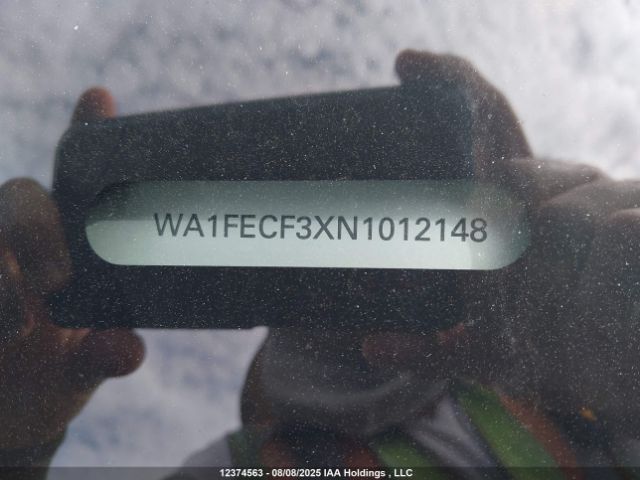 WA1FECF3XN1012148
12374563 - 08/08/2025 IAA Holdings , LLC